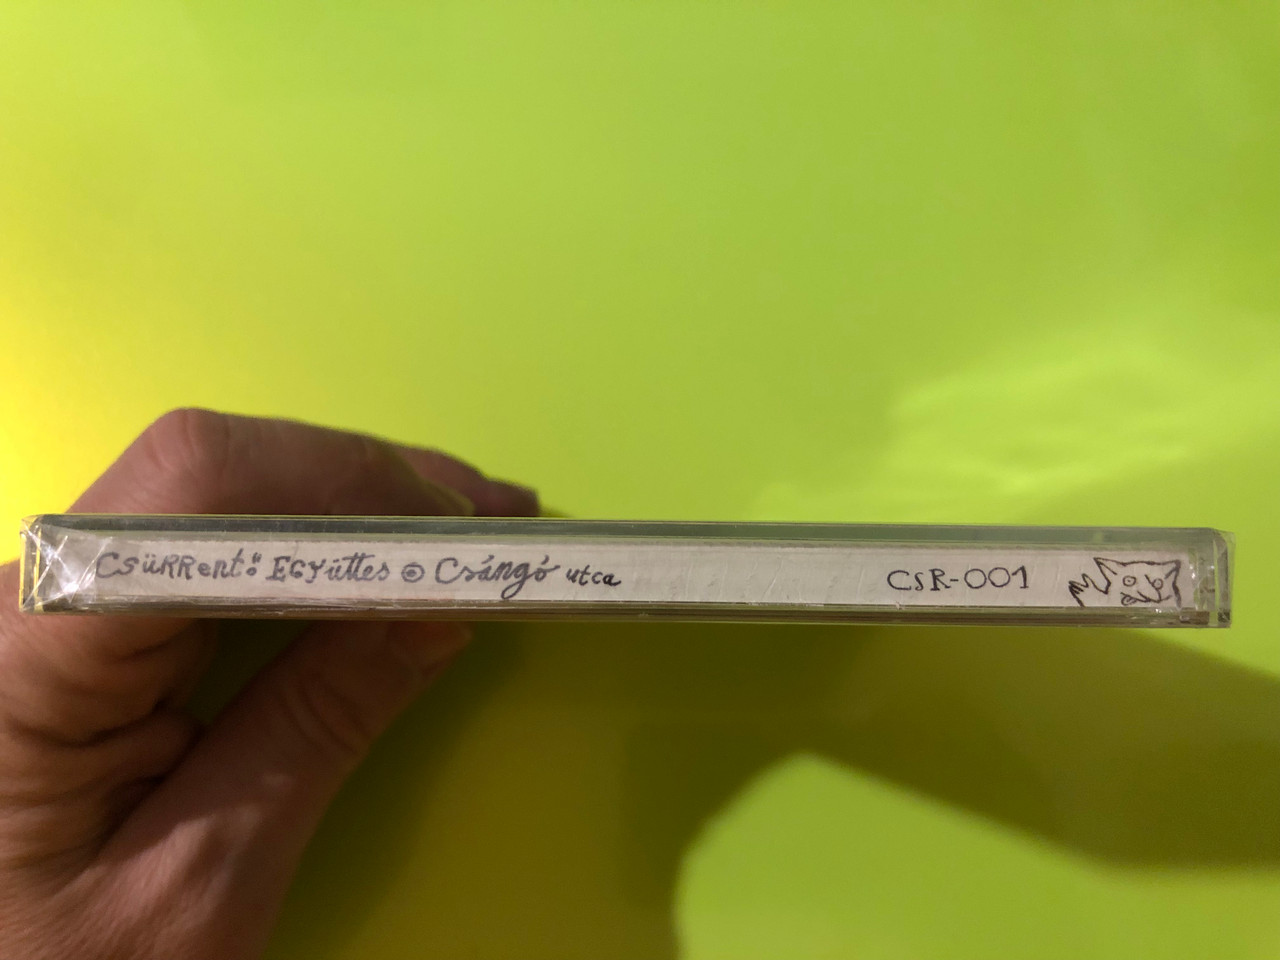 CsüRRentő EGYüttes ⊙ Csángó utca CSR-001